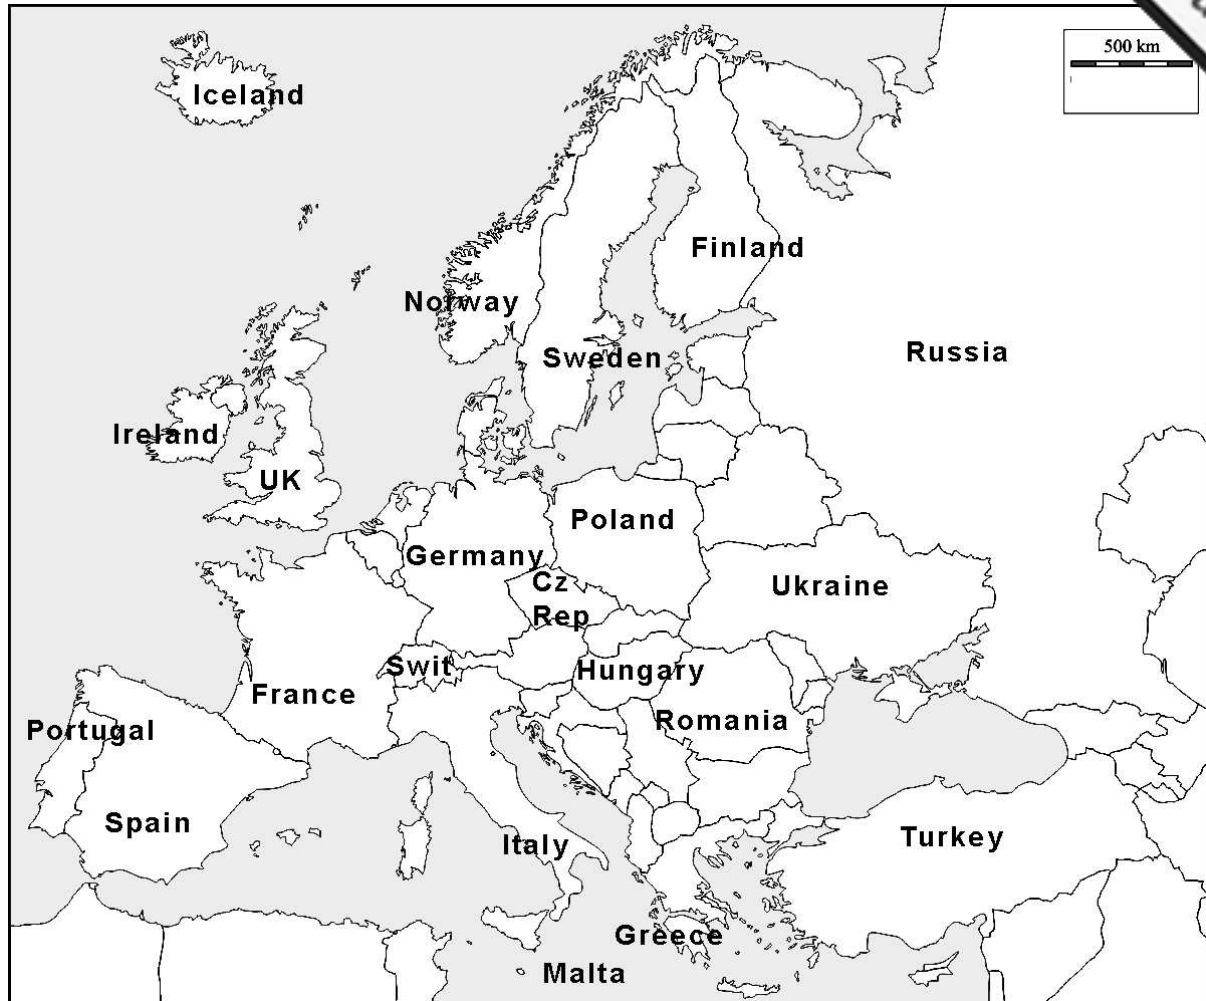 500 km
Iceland
Finland
Norway
Sweden
Russia
Ireland
UK
Poland
Germany
Cz
Rep
Ukraine
Swit
Hungary
France
Romania
Portugal
Spain
Italy
Turkey
Greece
Malta